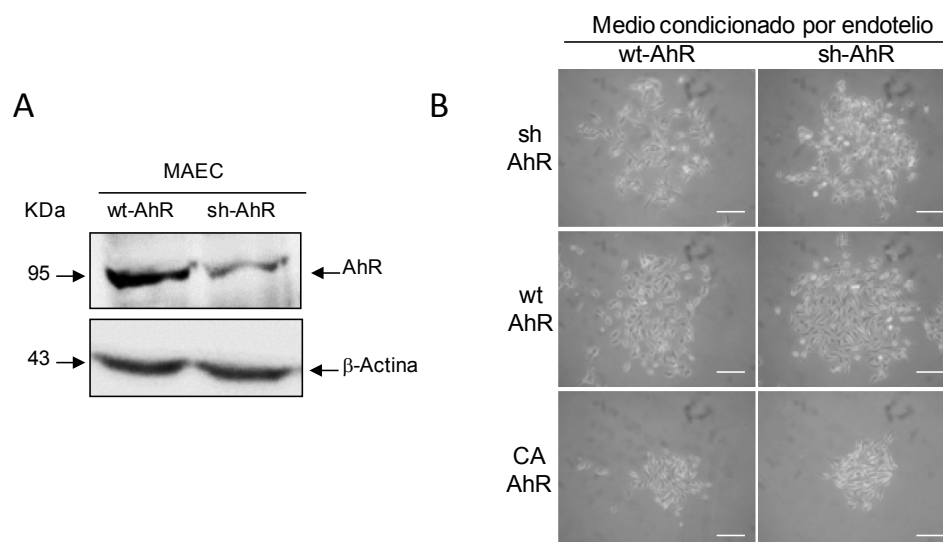 A
MAEC
KDa
wt-AhR sh-AhR
95
AhR
43
β-Actina
B
Medio condicionado por endotelio
wt-AhR sh-AhR
sh
AhR
wt
AhR
CA
AhR